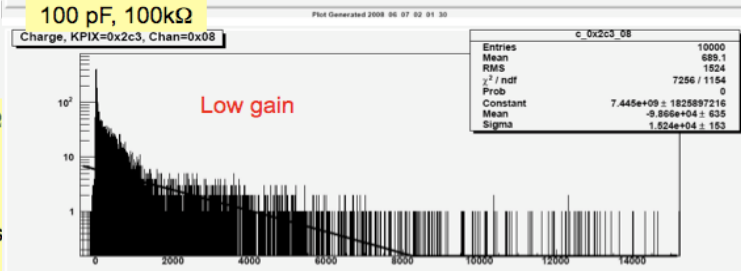 100 pF, 100kΩ
Plot Generated 2008 06 07 02 01 30
Charge, KPIX=0x2c3, Chan=0x08
c_0x2c3_08
Entries 10000
Mean 689.1
RMS 1524
χ² / ndf 7256 / 1154
Prob 0
Constant 7.445e+09 ± 1825897216
Mean -9.866e+04 ± 635
Sigma 1.524e+04 ± 153
Low gain
10²
10
1
0 2000 4000 6000 8000 10000 12000 14000